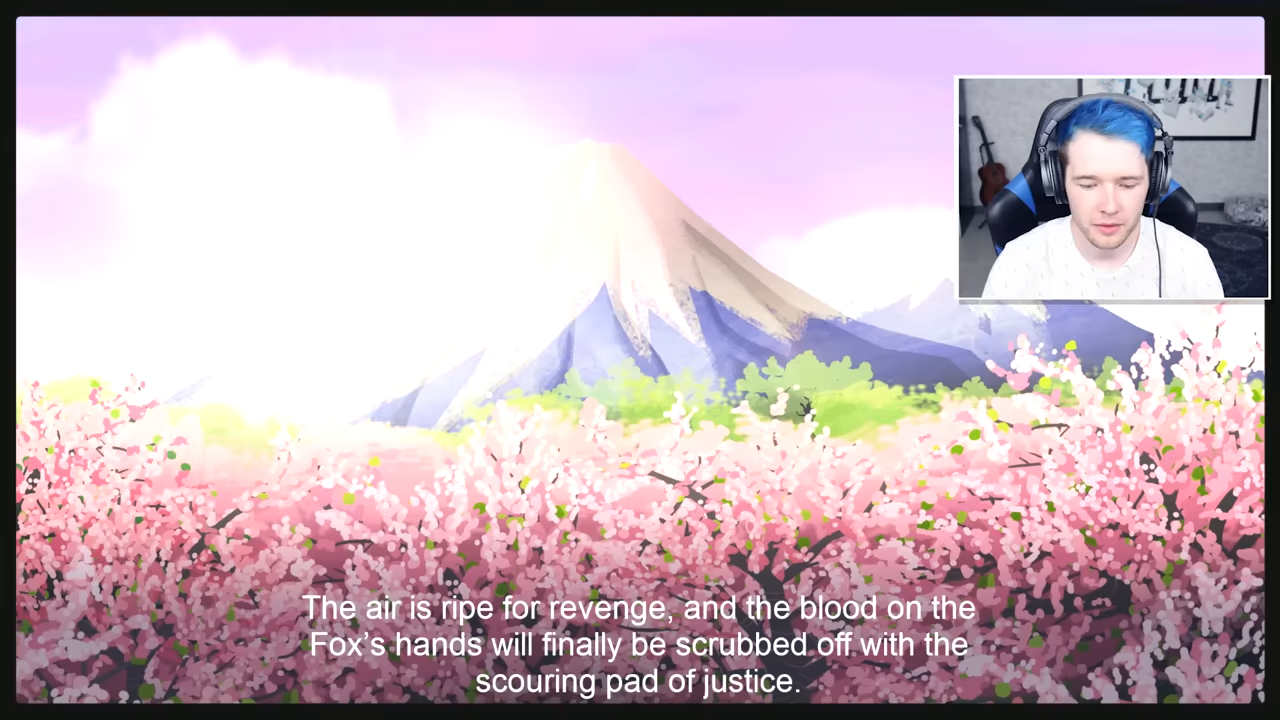 The air is ripe for revenge, and the blood on the
Fox’s hands will finally be scrubbed off with the
scouring pad of justice.